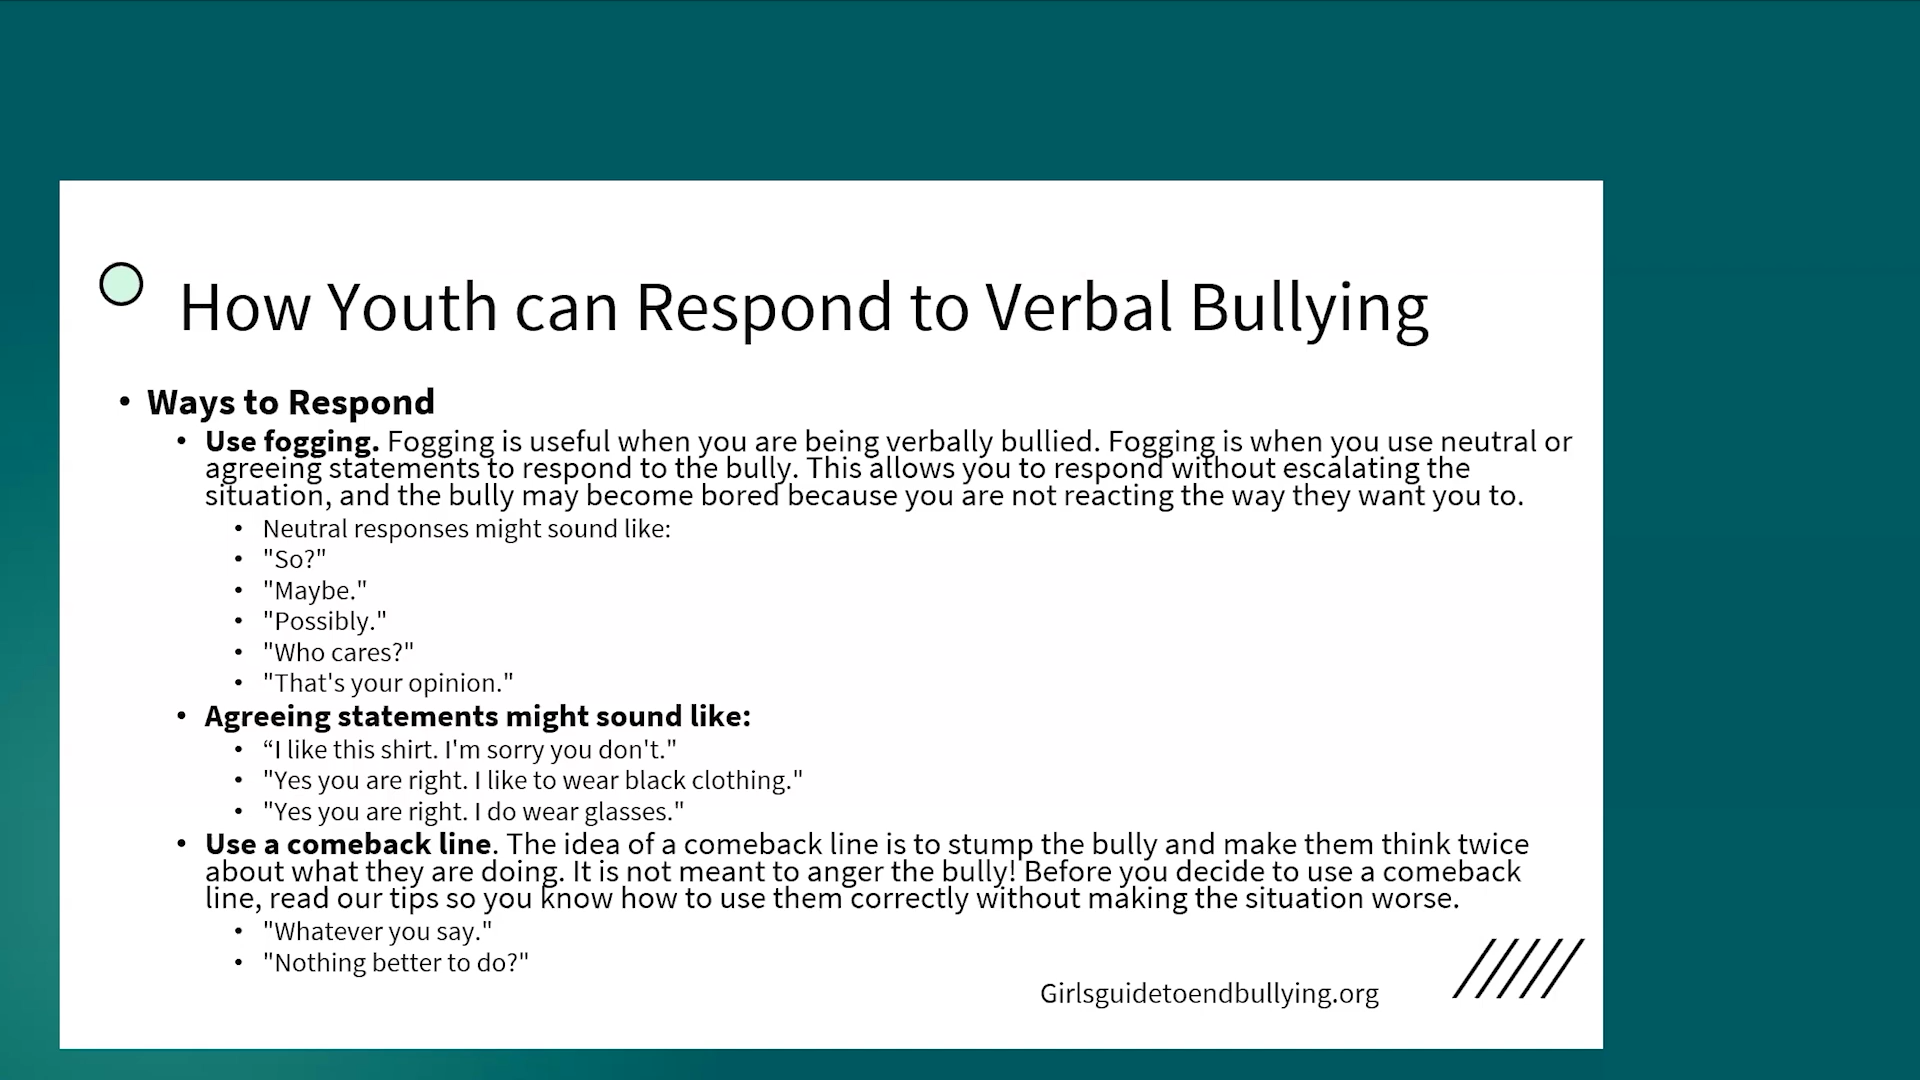 How Youth can Respond to Verbal Bullying
• Ways to Respond
• Use fogging. Fogging is useful when you are being verbally bullied. Fogging is when you use neutral or
agreeing statements to respond to the bully. This allows you to respond without escalating the
situation, and the bully may become bored because you are not reacting the way they want you to.
• Neutral responses might sound like:
• "So?"
• "Maybe."
• "Possibly."
• "Who cares?"
• "That's your opinion."
• Agreeing statements might sound like:
• “I like this shirt. I'm sorry you don't."
• "Yes you are right. I like to wear black clothing."
• "Yes you are right. I do wear glasses."
• Use a comeback line. The idea of a comeback line is to stump the bully and make them think twice
about what they are doing. It is not meant to anger the bully! Before you decide to use a comeback
line, read our tips so you know how to use them correctly without making the situation worse.
• "Whatever you say."
• "Nothing better to do?"
Girlsguidetoendbullying.org